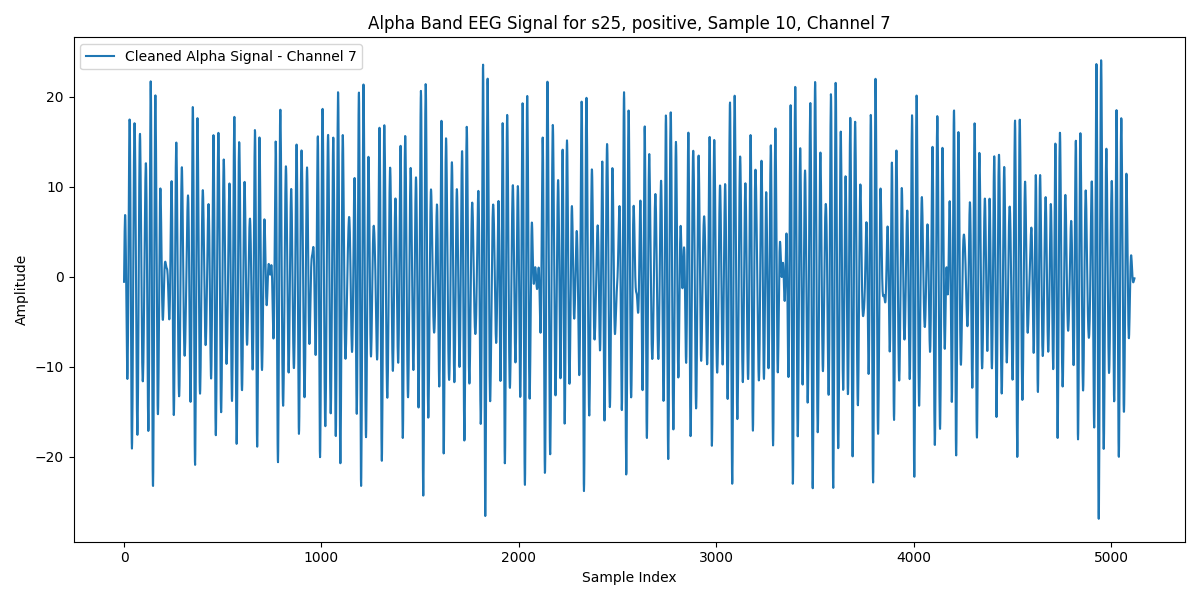 Alpha Band EEG Signal for s25, positive, Sample 10, Channel 7
Cleaned Alpha Signal - Channel 7
Amplitude
20
10
0
−10
−20
0 1000 2000 3000 4000 5000
Sample Index